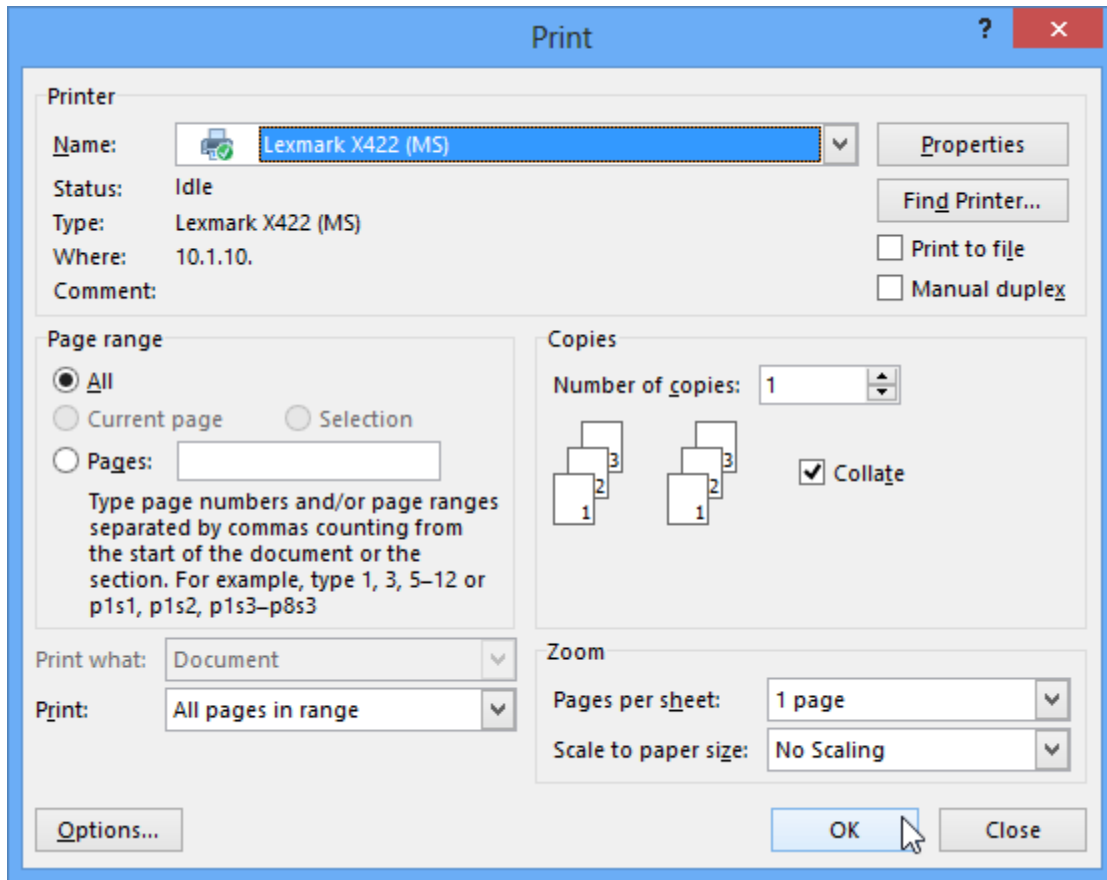 Print
?
Printer
Name: Lexmark X422 (MS)
Properties
Status: Idle
Find Printer...
Type: Lexmark X422 (MS)
Where: 10.1.10.
Print to file
Comment:
Manual duplex
Page range
All
Current page Selection
Pages:
Type page numbers and/or page ranges
separated by commas counting from
the start of the document or the
section. For example, type 1, 3, 5–12 or
p1s1, p1s2, p1s3–p8s3
Copies
Number of copies: 1
3 3
2 2
1 1
Collate
Print what: Document
Print: All pages in range
Zoom
Pages per sheet: 1 page
Scale to paper size: No Scaling
Options...
OK
Close